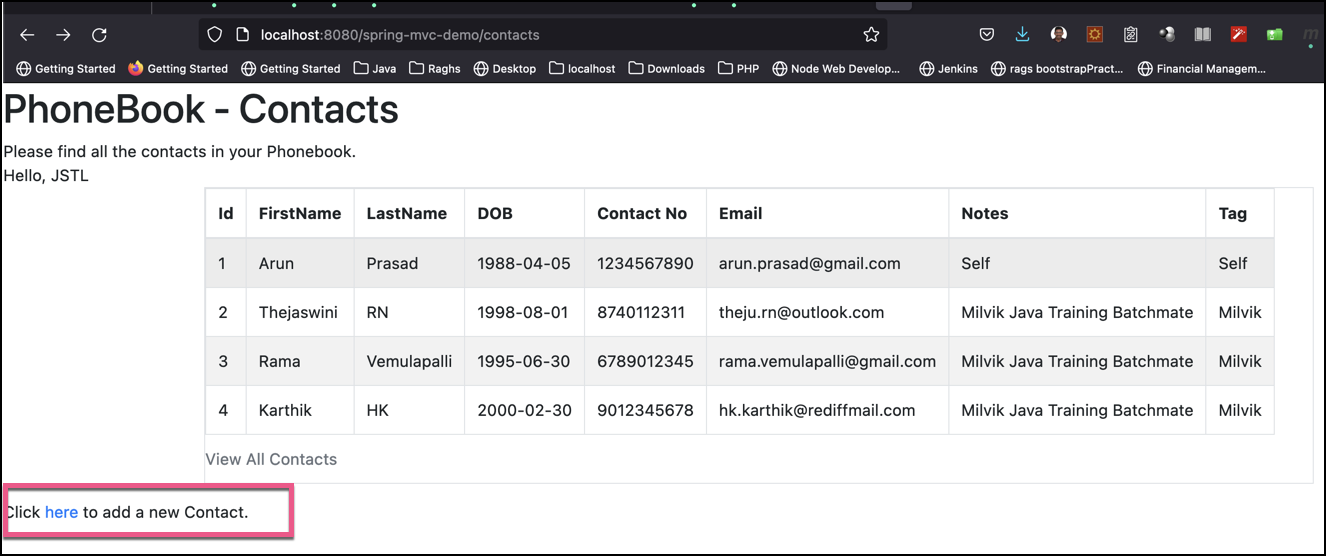 localhost:8080/spring-mvc-demo/contacts
Getting Started Getting Started Getting Started Java Raghs Desktop localhost Downloads PHP Node Web Develop... Jenkins rags bootstrapPract... Financial Managem...
PhoneBook - Contacts
Please find all the contacts in your Phonebook.
Hello, JSTL
Id FirstName LastName DOB Contact No Email Notes Tag
1 Arun Prasad 1988-04-05 1234567890 arun.prasad@gmail.com Self Self
2 Thejaswini RN 1998-08-01 8740112311 theju.rn@outlook.com Milvik Java Training Batchmate Milvik
3 Rama Vemulapalli 1995-06-30 6789012345 rama.vemulapalli@gmail.com Milvik Java Training Batchmate Milvik
4 Karthik HK 2000-02-30 9012345678 hk.karthik@rediffmail.com Milvik Java Training Batchmate Milvik
View All Contacts
Click here to add a new Contact.